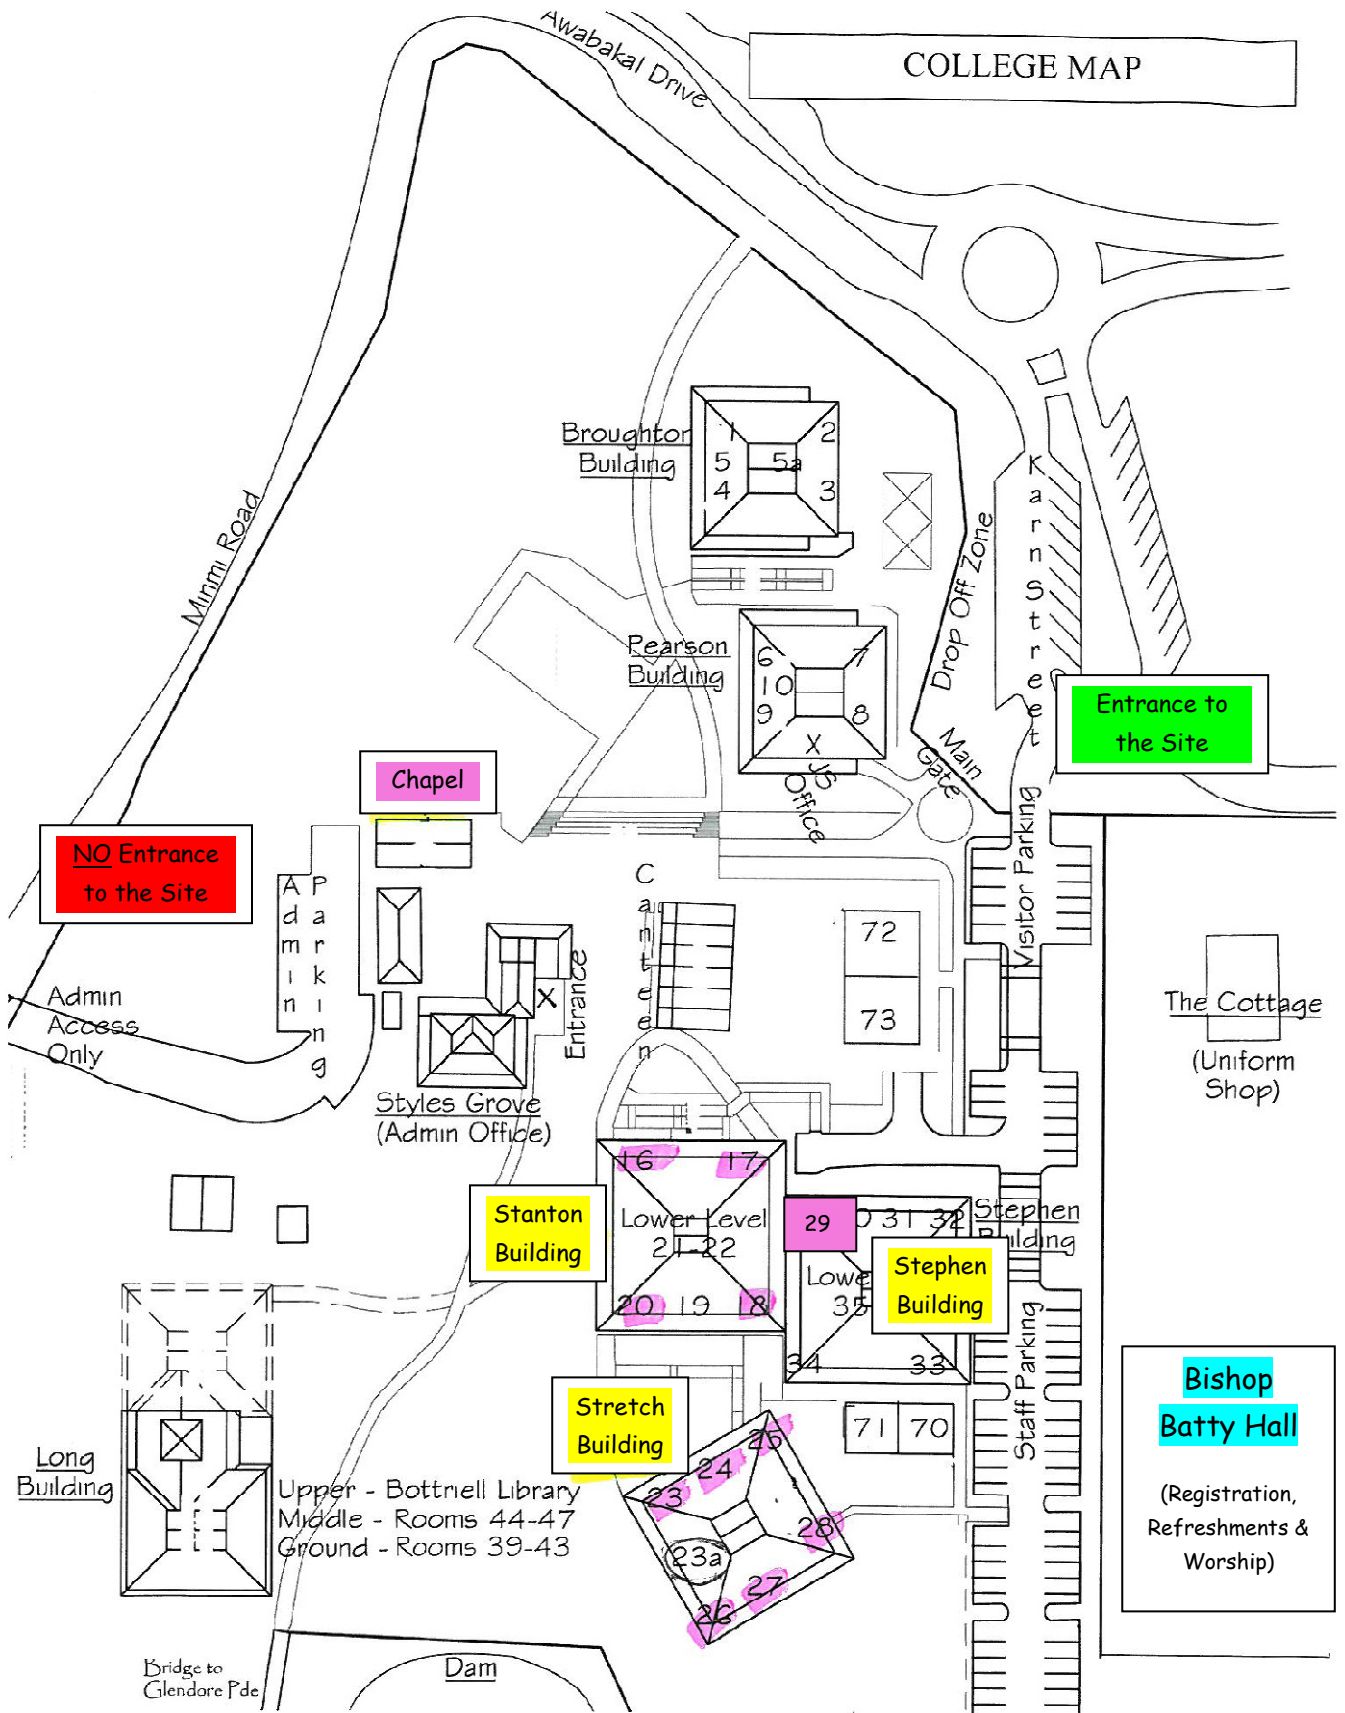 COLLEGE MAP
Awabakal Drive
Minmi Road
Broughton
Building
1
2
5
5a
4
3
Karn Street
Drop Off Zone
Pearson
Building
6
7
10
9
8
X JS
Office
Main
Gate
Entrance to
the Site
Chapel
NO Entrance
to the Site
Admin
Parking
Canteen
Visitor Parking
72
73
Entrance
X
Admin
Access
Only
Styles Grove
(Admin Office)
The Cottage
(Uniform
Shop)
16
17
Stanton
Building
Lower Level
21-22
20
19
18
29
0 31 32
Stephen
Building
Lowe
35
Stephen
Building
34
33
Staff Parking
Stretch
Building
71
70
25
24
23
28
23a
27
26
Long
Building
Upper - Bottrell Library
Middle - Rooms 44-47
Ground - Rooms 39-43
Bishop
Batty Hall
(Registration,
Refreshments &
Worship)
Bridge to
Glendore Pde
Dam